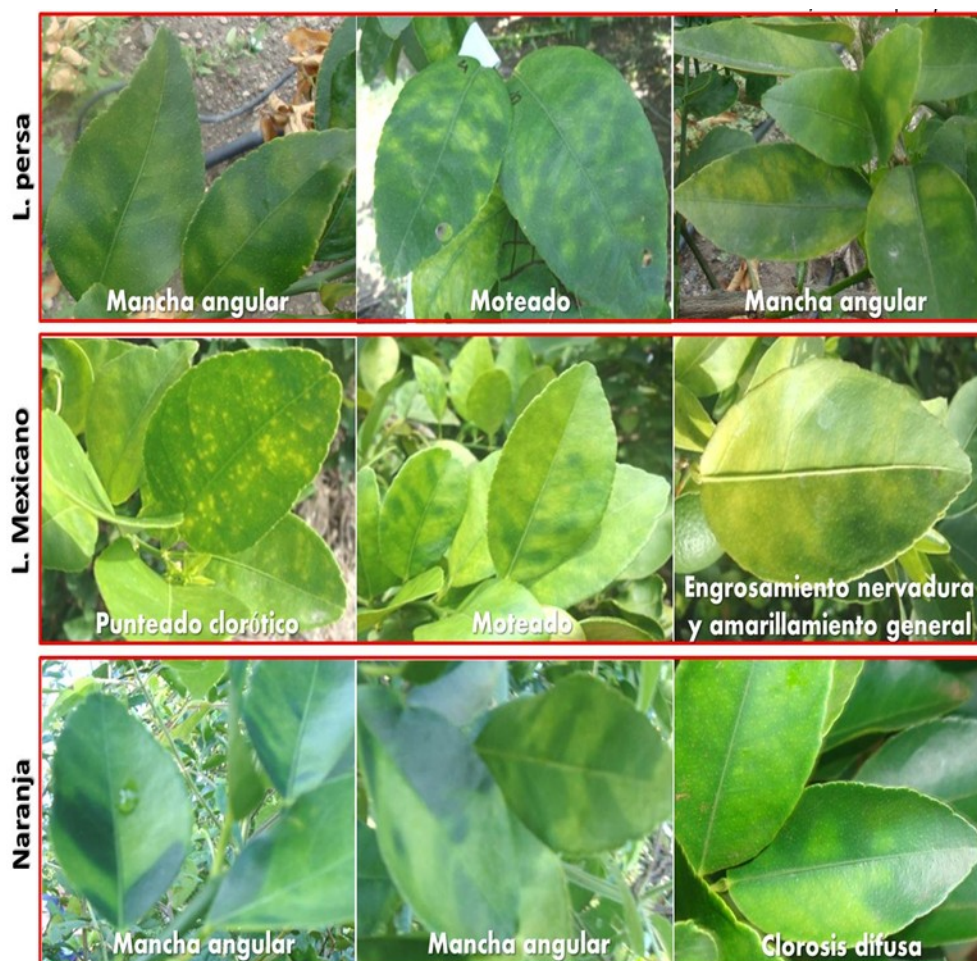 L. persa
Mancha angular
Moteado
Mancha angular
L. Mexicano
Punteado clorótico
Moteado
Engrosamiento nervadura
y amarillamiento general
Naranja
Mancha angular
Mancha angular
Clorosis difusa